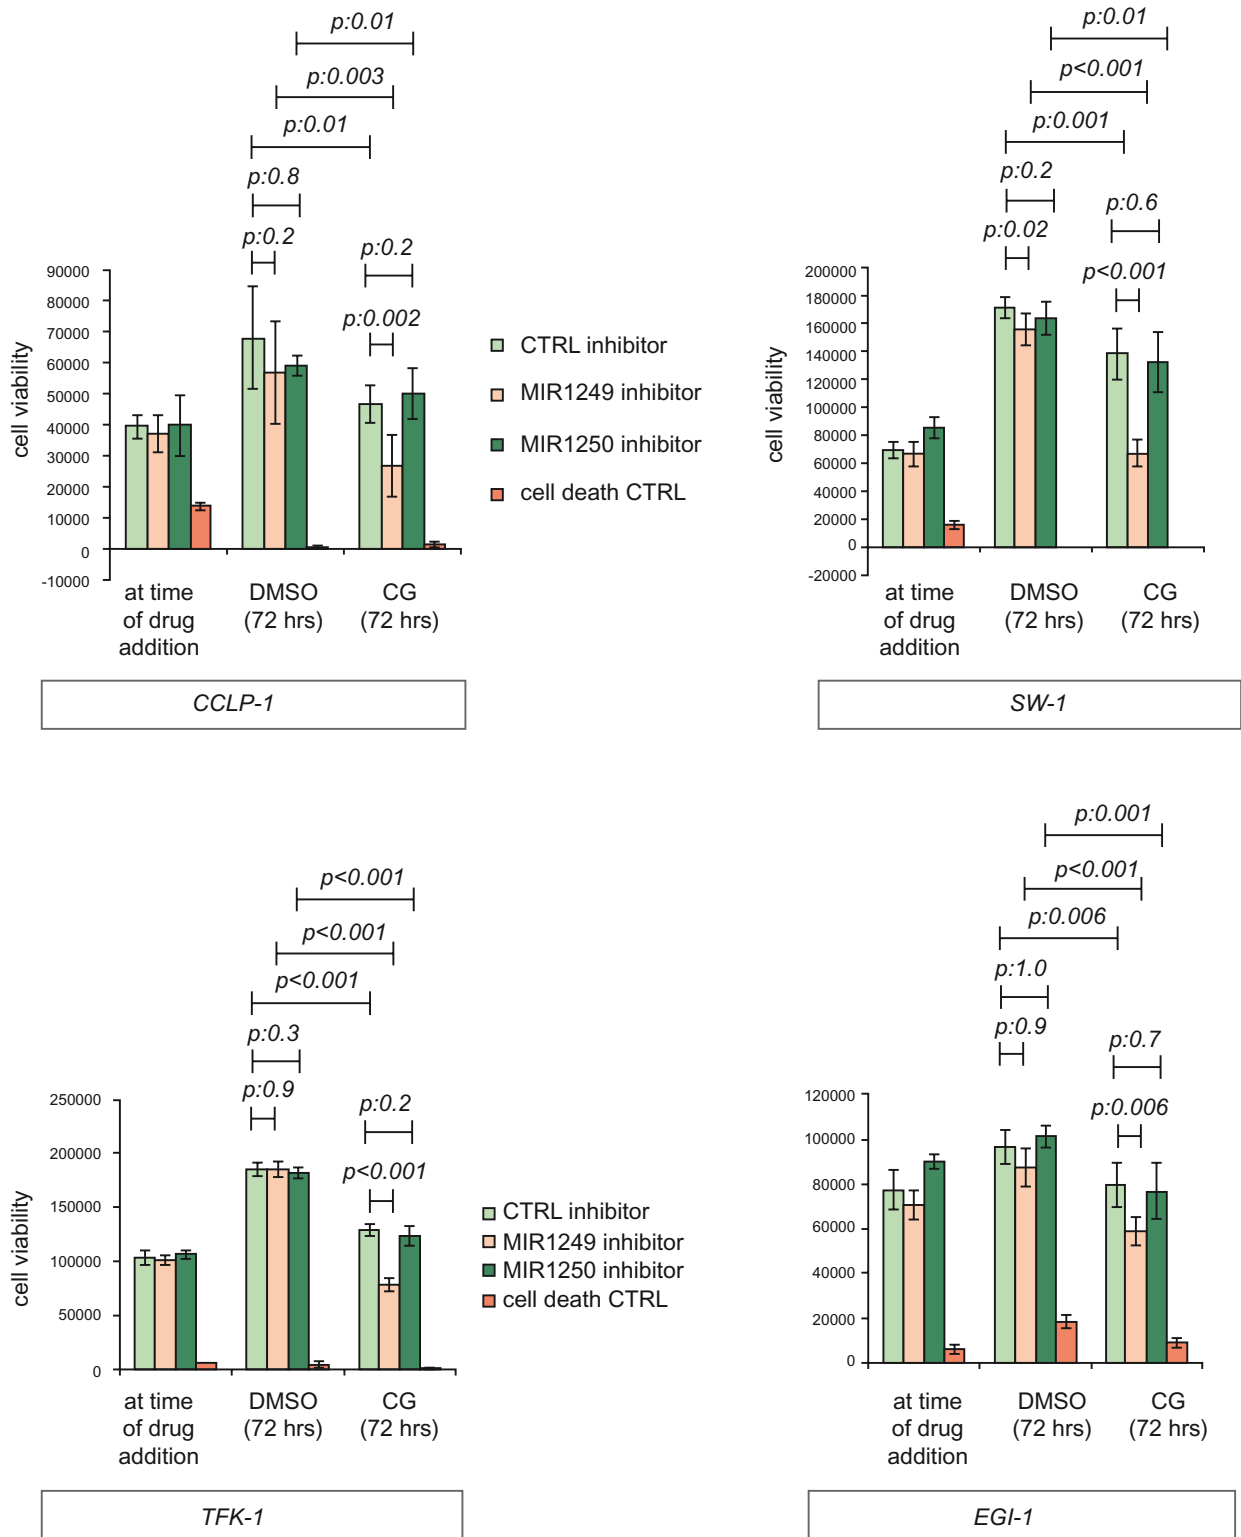 p:0.01
p:0.003
p:0.01
p:0.8
p:0.2
p:0.2
p:0.002
90000
80000
70000
60000
50000
40000
30000
20000
10000
0
-10000
cell viability
at time
of drug
addition
DMSO
(72 hrs)
CG
(72 hrs)
CCLP-1
CTRL inhibitor
MIR1249 inhibitor
MIR1250 inhibitor
cell death CTRL
p:0.01
p<0.001
p:0.001
p:0.2
p:0.02
p:0.6
p<0.001
200000
180000
160000
140000
120000
100000
80000
60000
40000
20000
0
-20000
cell viability
at time
of drug
addition
DMSO
(72 hrs)
CG
(72 hrs)
SW-1
p<0.001
p<0.001
p<0.001
p:0.3
p:0.9
p:0.2
p<0.001
250000
200000
150000
100000
50000
0
cell viability
at time
of drug
addition
DMSO
(72 hrs)
CG
(72 hrs)
TFK-1
CTRL inhibitor
MIR1249 inhibitor
MIR1250 inhibitor
cell death CTRL
p:0.001
p<0.001
p:0.006
p:1.0
p:0.9
p:0.7
p:0.006
120000
100000
80000
60000
40000
20000
0
cell viability
at time
of drug
addition
DMSO
(72 hrs)
CG
(72 hrs)
EGI-1